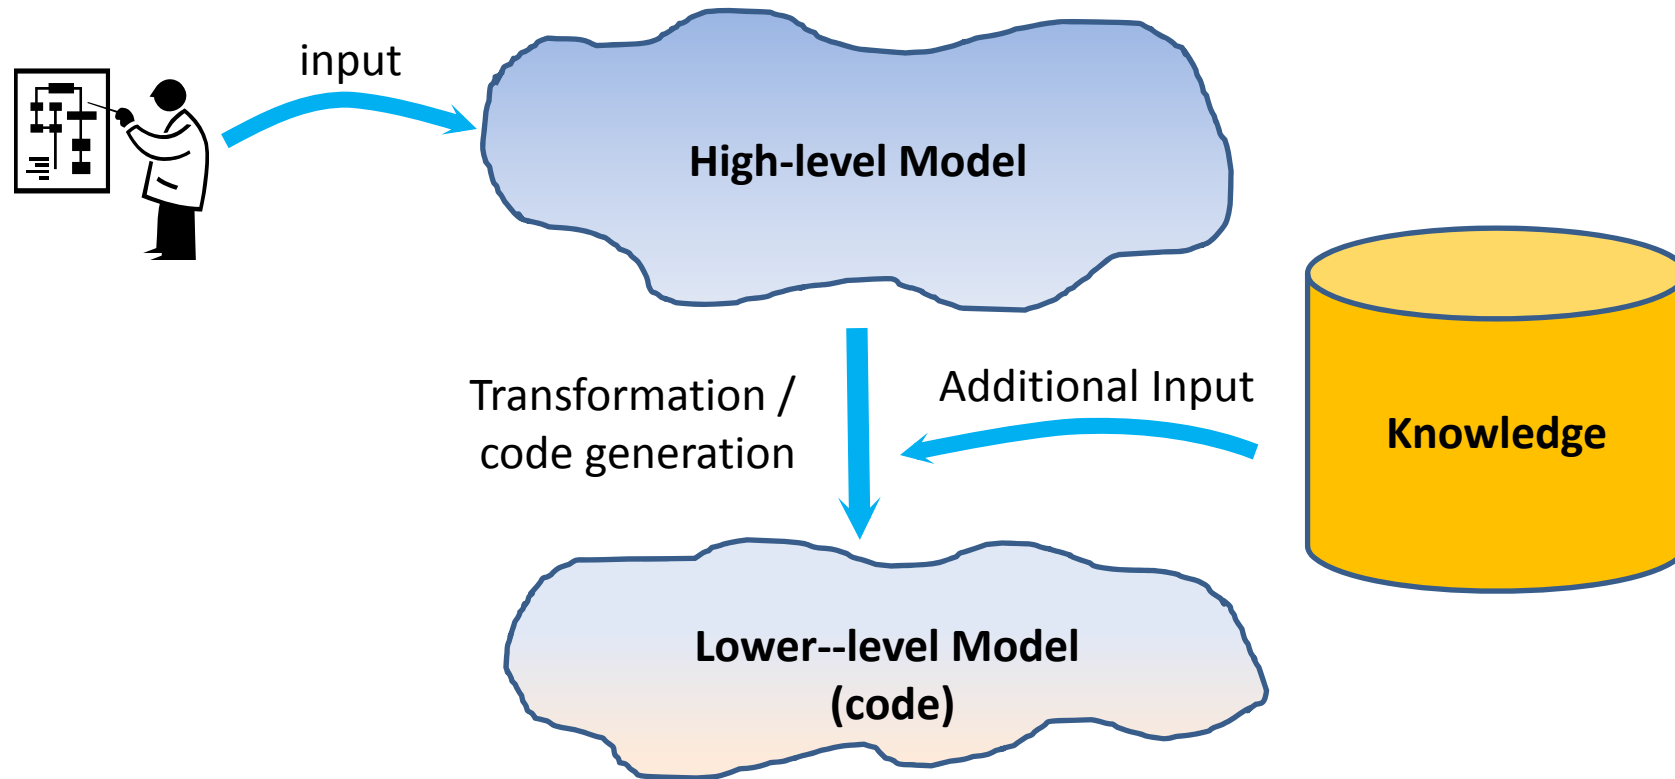 input
High-level Model
Transformation /
code generation
Additional Input
Knowledge
Lower--level Model
(code)